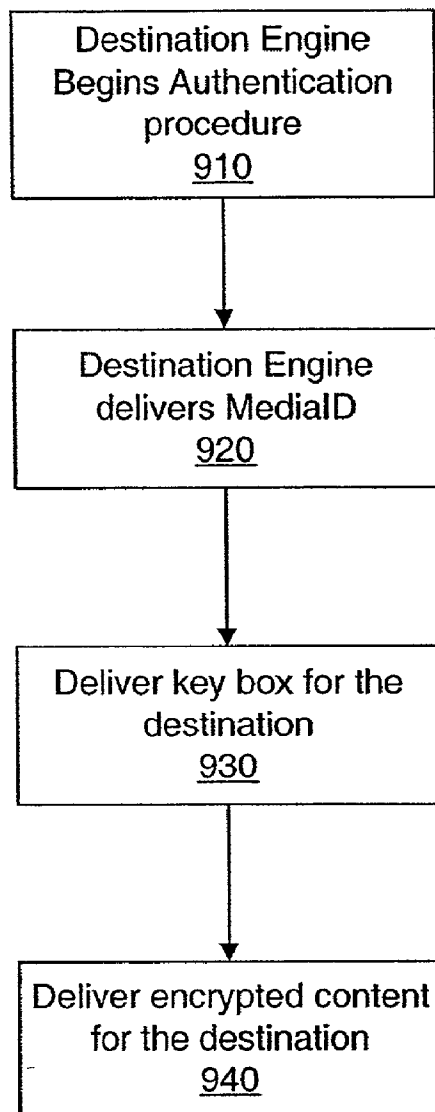 Destination Engine
Begins Authentication
procedure
910
Destination Engine
delivers MediaID
920
Deliver key box for the
destination
930
Deliver encrypted content
for the destination
940